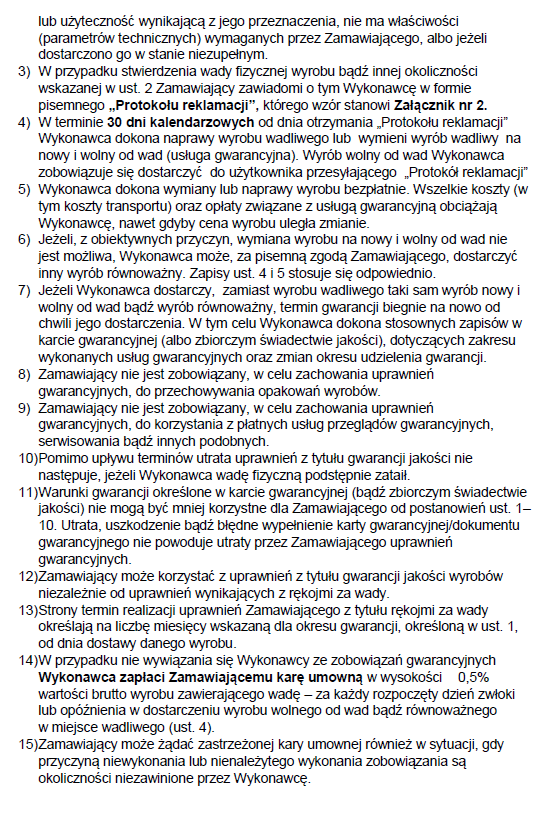 lub użyteczność wynikającą z jego przeznaczenia, nie ma właściwości
(parametrów technicznych) wymaganych przez Zamawiającego, albo jeżeli
dostarczono go w stanie niezupełnym.
3) W przypadku stwierdzenia wady fizycznej wyrobu bądź innej okoliczności
wskazanej w ust. 2 Zamawiający zawiadomi o tym Wykonawcę w formie
pisemnego „Protokołu reklamacji”, którego wzór stanowi Załącznik nr 2.
4) W terminie 30 dni kalendarzowych od dnia otrzymania „Protokołu reklamacji”
Wykonawca dokona naprawy wyrobu wadliwego lub wymieni wyrób wadliwy na
nowy i wolny od wad (usługa gwarancyjna). Wyrób wolny od wad Wykonawca
zobowiązuje się dostarczyć do użytkownika przesyłającego „Protokół reklamacji”
5) Wykonawca dokona wymiany lub naprawy wyrobu bezpłatnie. Wszelkie koszty (w
tym koszty transportu) oraz opłaty związane z usługą gwarancyjną obciążają
Wykonawcę, nawet gdyby cena wyrobu uległa zmianie.
6) Jeżeli, z obiektywnych przyczyn, wymiana wyrobu na nowy i wolny od wad nie
jest możliwa, Wykonawca może, za pisemną zgodą Zamawiającego, dostarczyć
inny wyrób równoważny. Zapisy ust. 4 i 5 stosuje się odpowiednio.
7) Jeżeli Wykonawca dostarczy, zamiast wyrobu wadliwego taki sam wyrób nowy i
wolny od wad bądź wyrób równoważny, termin gwarancji biegnie na nowo od
chwili jego dostarczenia. W tym celu Wykonawca dokona stosownych zapisów w
karcie gwarancyjnej (albo zbiorczym świadectwie jakości), dotyczących zakresu
wykonanych usług gwarancyjnych oraz zmian okresu udzielenia gwarancji.
8) Zamawiający nie jest zobowiązany, w celu zachowania uprawnień
gwarancyjnych, do przechowywania opakowań wyrobów.
9) Zamawiający nie jest zobowiązany, w celu zachowania uprawnień
gwarancyjnych, do korzystania z płatnych usług przeglądów gwarancyjnych,
serwisowania bądź innych podobnych.
10)Pomimo upływu terminów utrata uprawnień z tytułu gwarancji jakości nie
następuje, jeżeli Wykonawca wadę fizyczną podstępnie zataił.
11)Warunki gwarancji określone w karcie gwarancyjnej (bądź zbiorczym świadectwie
jakości) nie mogą być mniej korzystne dla Zamawiającego od postanowień ust. 1–
10. Utrata, uszkodzenie bądź błędne wypełnienie karty gwarancyjnej/dokumentu
gwarancyjnego nie powoduje utraty przez Zamawiającego uprawnień
gwarancyjnych.
12)Zamawiający może korzystać z uprawnień z tytułu gwarancji jakości wyrobów
niezależnie od uprawnień wynikających z rękojmi za wady.
13)Strony termin realizacji uprawnień Zamawiającego z tytułu rękojmi za wady
określają na liczbę miesięcy wskazaną dla okresu gwarancji, określoną w ust. 1,
od dnia dostawy danego wyrobu.
14)W przypadku nie wywiązania się Wykonawcy ze zobowiązań gwarancyjnych
Wykonawca zapłaci Zamawiającemu karę umowną w wysokości 0,5%
wartości brutto wyrobu zawierającego wadę – za każdy rozpoczęty dzień zwłoki
lub opóźnienia w dostarczeniu wyrobu wolnego od wad bądź równoważnego
w miejsce wadliwego (ust. 4).
15)Zamawiający może żądać zastrzeżonej kary umownej również w sytuacji, gdy
przyczyną niewykonania lub nienależytego wykonania zobowiązania są
okoliczności niezawinione przez Wykonawcę.